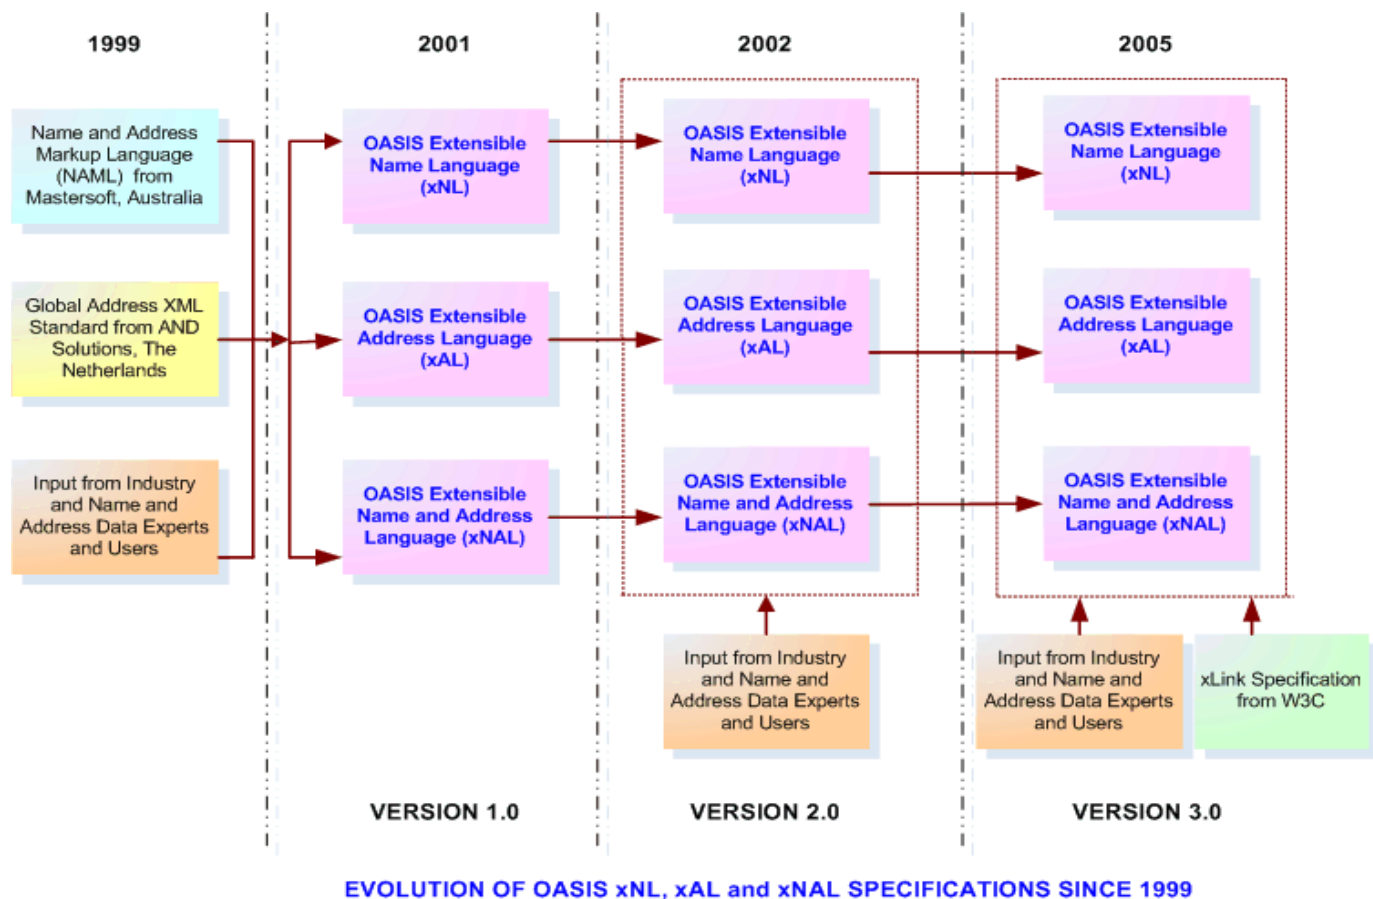 1999
2001
2002
2005
Name and Address
Markup Language
(NAML) from
Mastersoft, Australia
OASIS Extensible
Name Language
(xNL)
OASIS Extensible
Name Language
(xNL)
OASIS Extensible
Name Language
(xNL)
Global Address XML
Standard from AND
Solutions, The
Netherlands
OASIS Extensible
Address Language
(xAL)
OASIS Extensible
Address Language
(xAL)
OASIS Extensible
Address Language
(xAL)
Input from Industry
and Name and
Address Data Experts
and Users
OASIS Extensible
Name and Address
Language (xNAL)
OASIS Extensible
Name and Address
Language (xNAL)
OASIS Extensible
Name and Address
Language (xNAL)
Input from Industry
and Name and
Address Data Experts
and Users
Input from Industry
and Name and
Address Data Experts
and Users
xLink Specification
from W3C
VERSION 1.0
VERSION 2.0
VERSION 3.0
EVOLUTION OF OASIS xNL, xAL and xNAL SPECIFICATIONS SINCE 1999